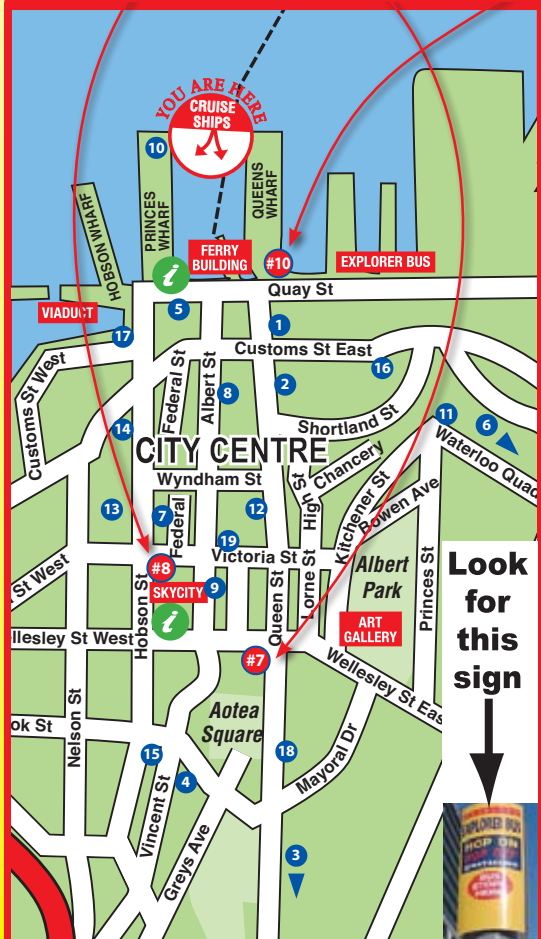 YOU ARE HERE
CRUISE
SHIPS
10
PRINCES
WHARF
QUEENS
WHARF
HOBSON WHARF
FERRY
BUILDING
#10
EXPLORER BUS
i
Quay St
VIADUCT
5
1
17
Customs St East
Customs St West
Federal St
Albert St
16
2
8
Shortland St
11
6
Waterloo Quad
14
CITY CENTRE
Chancery
Wyndham St
High St
Kitchener St
Bowen Ave
13
7
12
Federal
19
Victoria St
Albert
Park
Princes St
Look
for
this
sign
#8
SKYCITY
9
St West
Hobson St
Queen St
Lorne St
ART
GALLERY
i
ellesley St West
#7
Wellesley St Eas
Aotea
Square
ok St
Nelson St
15
18
Mayoral Dr
4
Vincent St
Greys Ave
3
EXPLORER BUS
HOP ON
HOP OFF